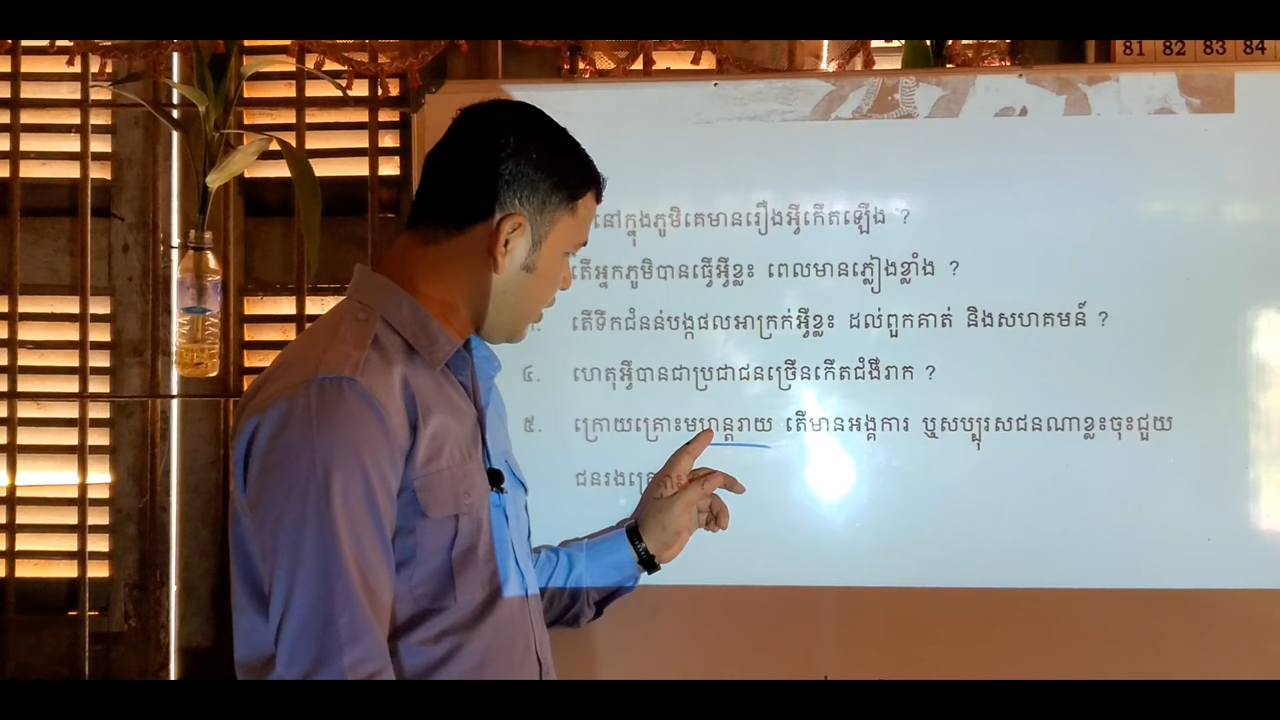 81 82 83 84
នៅក្នុងភូមិគេមានរឿងអ្វីកើតឡើង ?
តើអ្នកភូមិបានធ្វើអ្វីខ្លះ ពេលមានភ្លៀងខ្លាំង ?
តើទឹកជំនន់បង្កផលអាក្រក់អ្វីខ្លះ ដល់ពួកគាត់ និងសហគមន៍ ?
៤. ហេតុអ្វីបានជាប្រជាជនច្រើនកើតជំងឺរាក ?
៥. ក្រោយគ្រោះមហន្តរាយ តើមានអង្គការ ឬសប្បុរសជនណាខ្លះចុះជួយ
ជនរងគ្រោះ